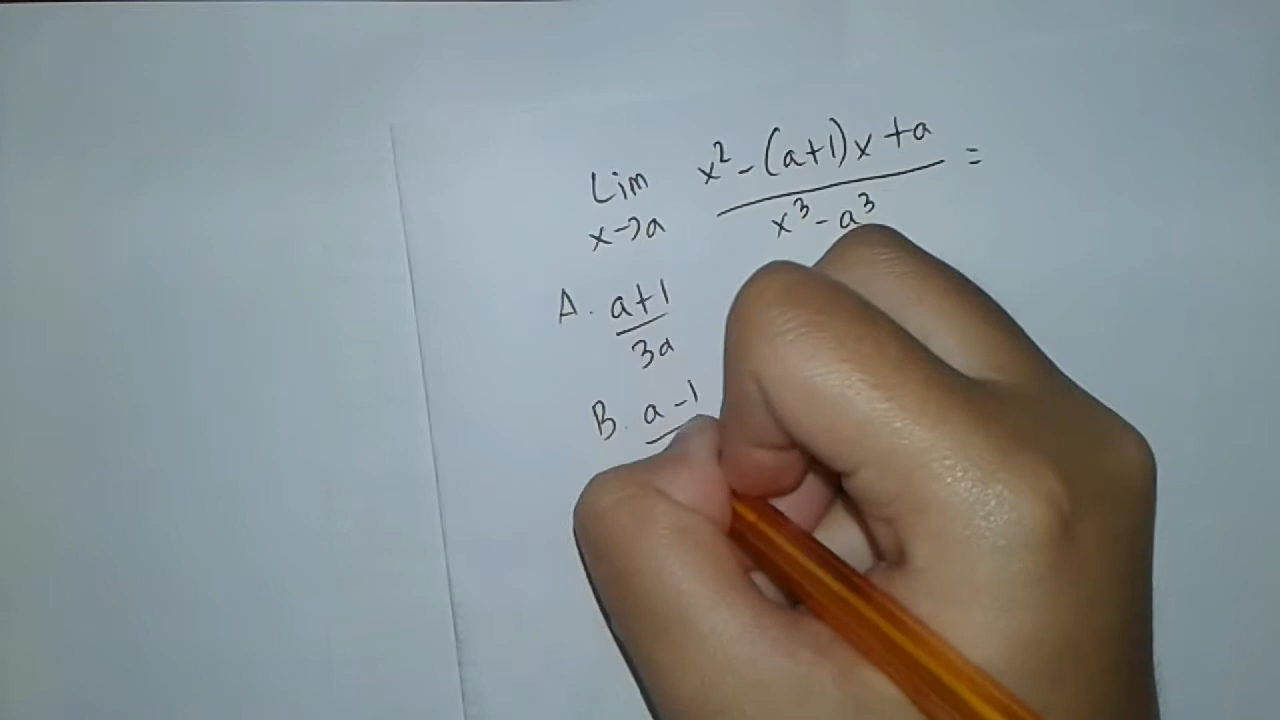 Lim x→a (x² - (a+1)x + a)/(x³ - a³) =
A. (a+1)/(3a)
B. a-1